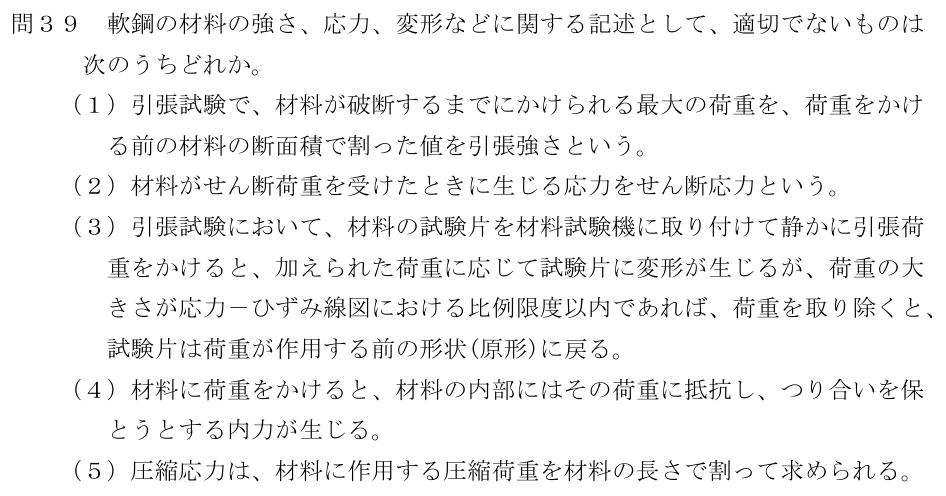 問３９　軟鋼の材料の強さ、応力、変形などに関する記述として、適切でないものは
次のうちどれか。
（１）引張試験で、材料が破断するまでにかけられる最大の荷重を、荷重をかけ
る前の材料の断面積で割った値を引張強さという。
（２）材料がせん断荷重を受けたときに生じる応力をせん断応力という。
（３）引張試験において、材料の試験片を材料試験機に取り付けて静かに引張荷
重をかけると、加えられた荷重に応じて試験片に変形が生じるが、荷重の大
きさが応力－ひずみ線図における比例限度以内であれば、荷重を取り除くと、
試験片は荷重が作用する前の形状(原形)に戻る。
（４）材料に荷重をかけると、材料の内部にはその荷重に抵抗し、つり合いを保
とうとする内力が生じる。
（５）圧縮応力は、材料に作用する圧縮荷重を材料の長さで割って求められる。